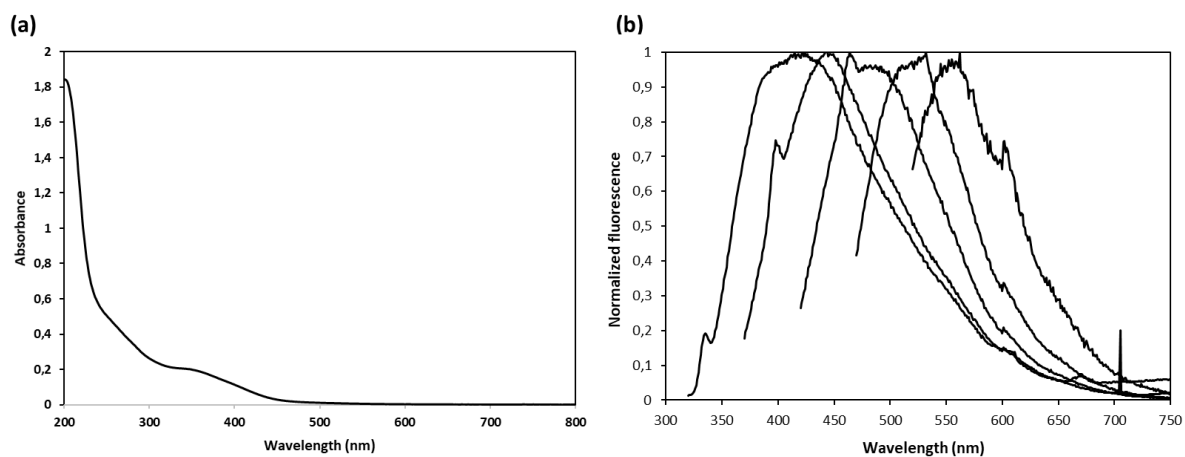 (a)
2
1,8
1,6
1,4
1,2
1
0,8
0,6
0,4
0,2
0
Absorbance
200 300 400 500 600 700 800
Wavelength (nm)
(b)
1
0,9
0,8
0,7
0,6
0,5
0,4
0,3
0,2
0,1
0
Normalized fluorescence
300 350 400 450 500 550 600 650 700 750
Wavelength (nm)